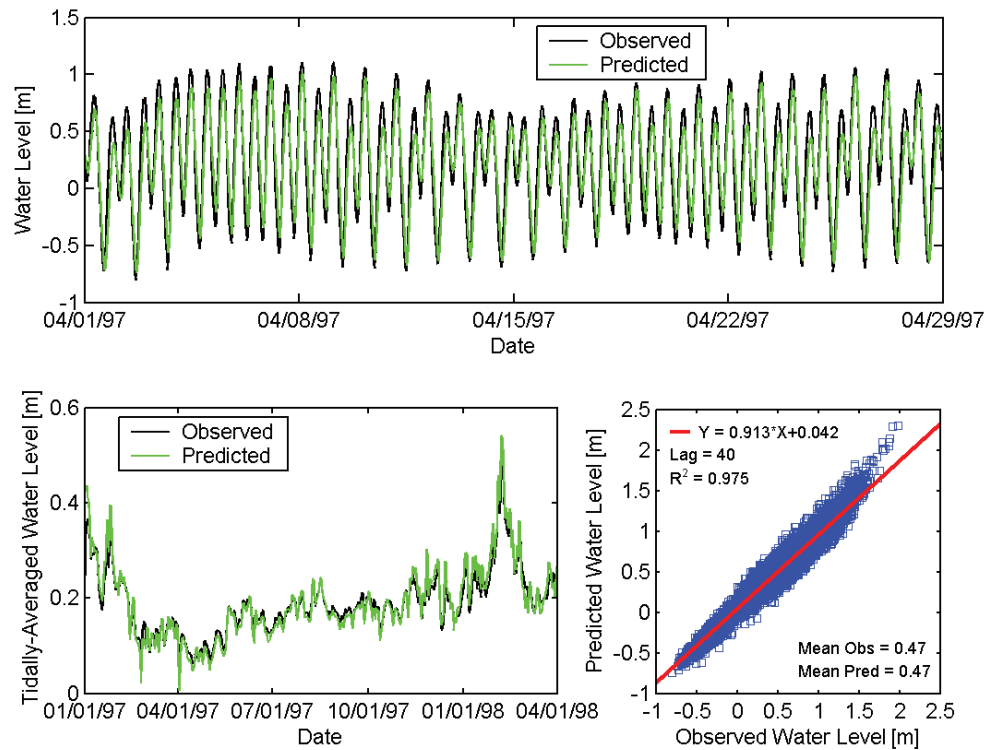 1.5
1
0.5
0
-0.5
-1
Water Level [m]
Observed
Predicted
04/01/97 04/08/97 04/15/97 04/22/97 04/29/97
Date
0.6
0.4
0.2
0
Tidally-Averaged Water Level [m]
Observed
Predicted
01/01/97 04/01/97 07/01/97 10/01/97 01/01/98 04/01/98
Date
2.5
2
1.5
1
0.5
0
-0.5
-1
Predicted Water Level [m]
Y = 0.913*X+0.042
Lag = 40
R² = 0.975
Mean Obs = 0.47
Mean Pred = 0.47
-1 -0.5 0 0.5 1 1.5 2 2.5
Observed Water Level [m]